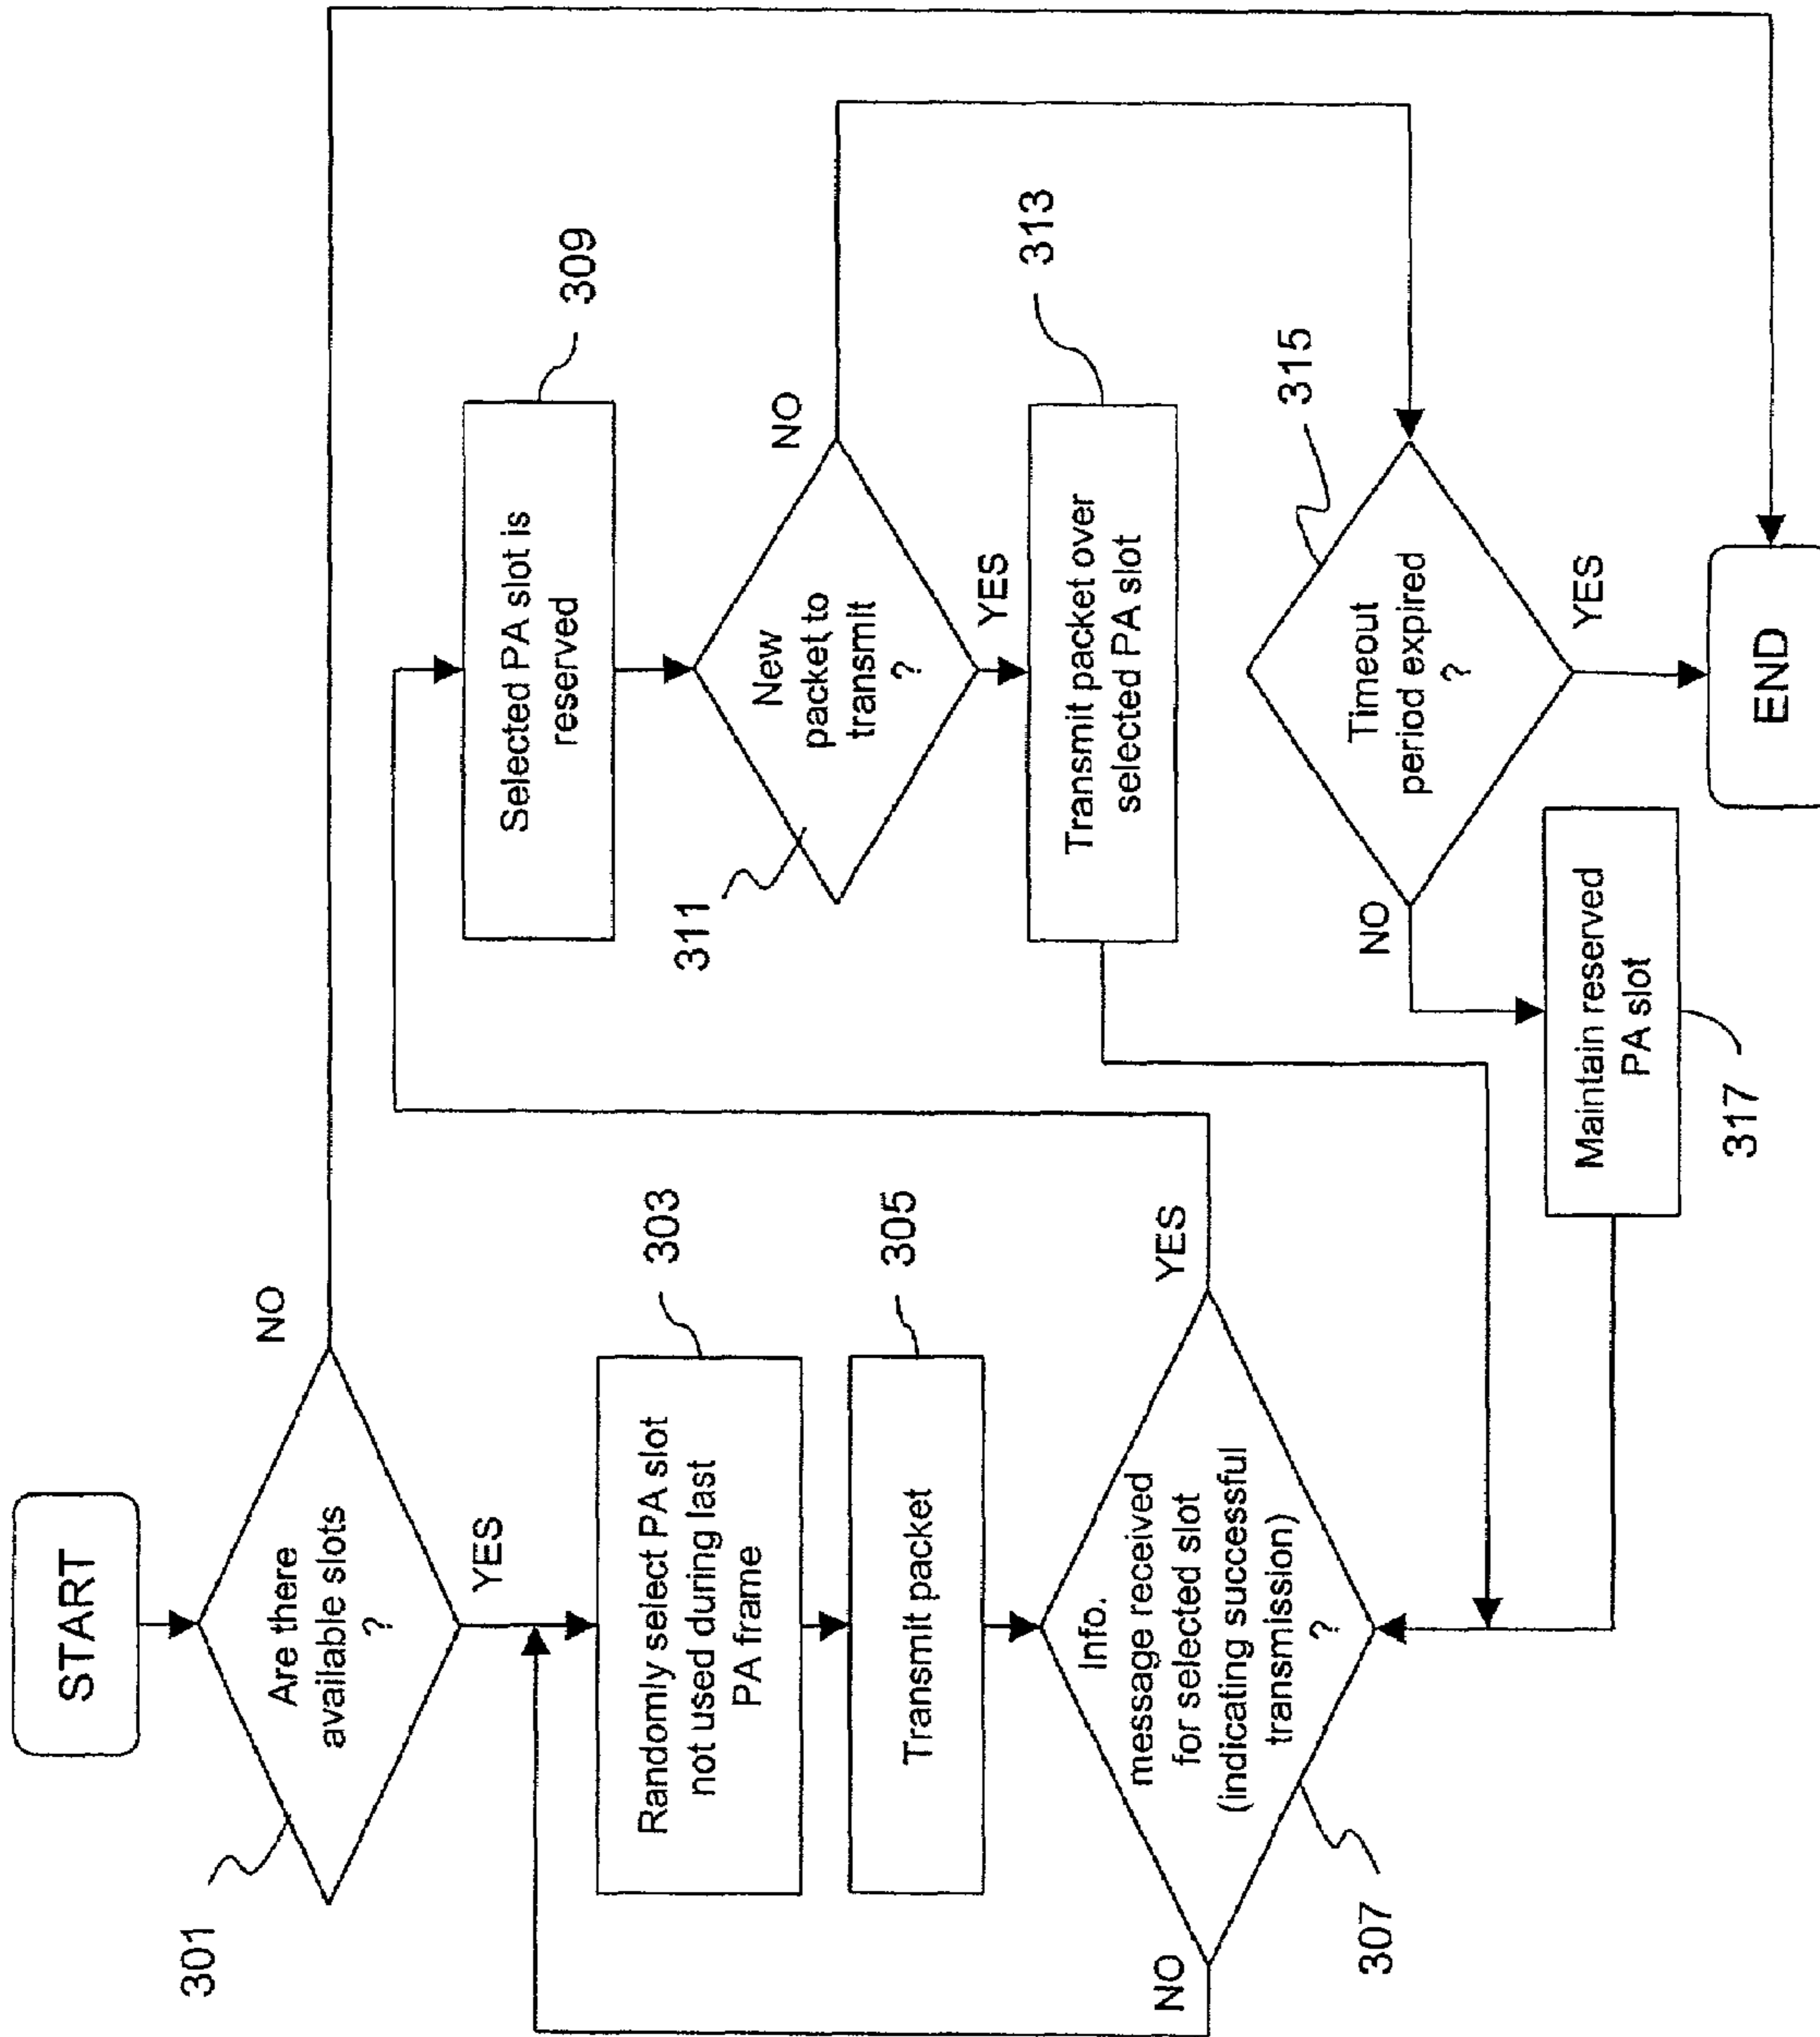 START
Are there
available slots
?
301
NO
YES
Randomly select PA slot
not used during last
PA frame
303
Transmit packet
305
Info.
message received
for selected slot
(indicating successful
transmission)
?
307
NO
YES
Selected PA slot is
reserved
309
New
packet to
transmit
?
311
NO
YES
Transmit packet over
selected PA slot
313
Timeout
period expired
?
315
NO
YES
Maintain reserved
PA slot
317
END